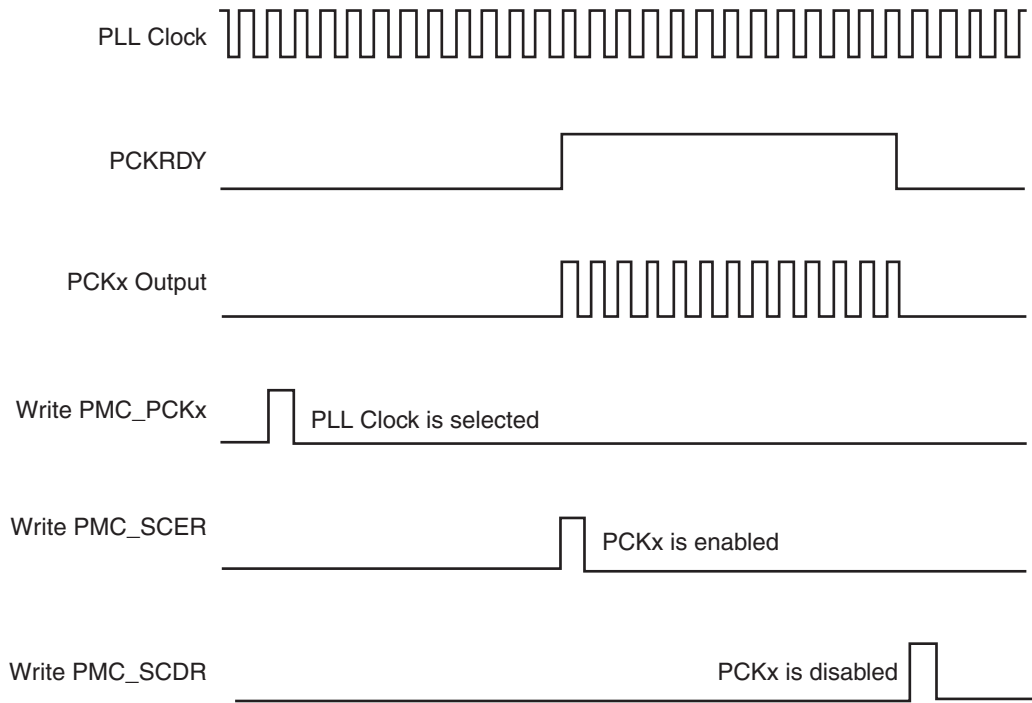 PLL Clock
PCKRDY
PCKx Output
Write PMC_PCKx
PLL Clock is selected
Write PMC_SCER
PCKx is enabled
Write PMC_SCDR
PCKx is disabled